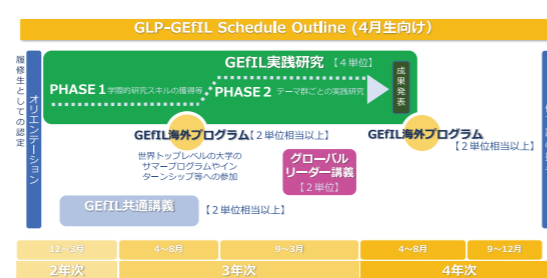 GLP-GEfIL Schedule Outline (4月生向け)
履修生としての認定
オリエンテーション
GEfIL実践研究【4単位】
PHASE 1 学際的研究スキルの獲得等
PHASE 2 テーマ群ごとの実践研究
成果発表
GEfIL海外プログラム【2単位相当以上】
世界トップレベルの大学の
サマープログラムやイン
ターンシップ等への参加
GEfIL海外プログラム
【2単位相当以上】
グローバル
リーダー講義
【2単位】
GEfIL共通講義【2単位相当以上】
12~3月 4~8月 9~3月 4~8月 9~12月
2年次 3年次 4年次